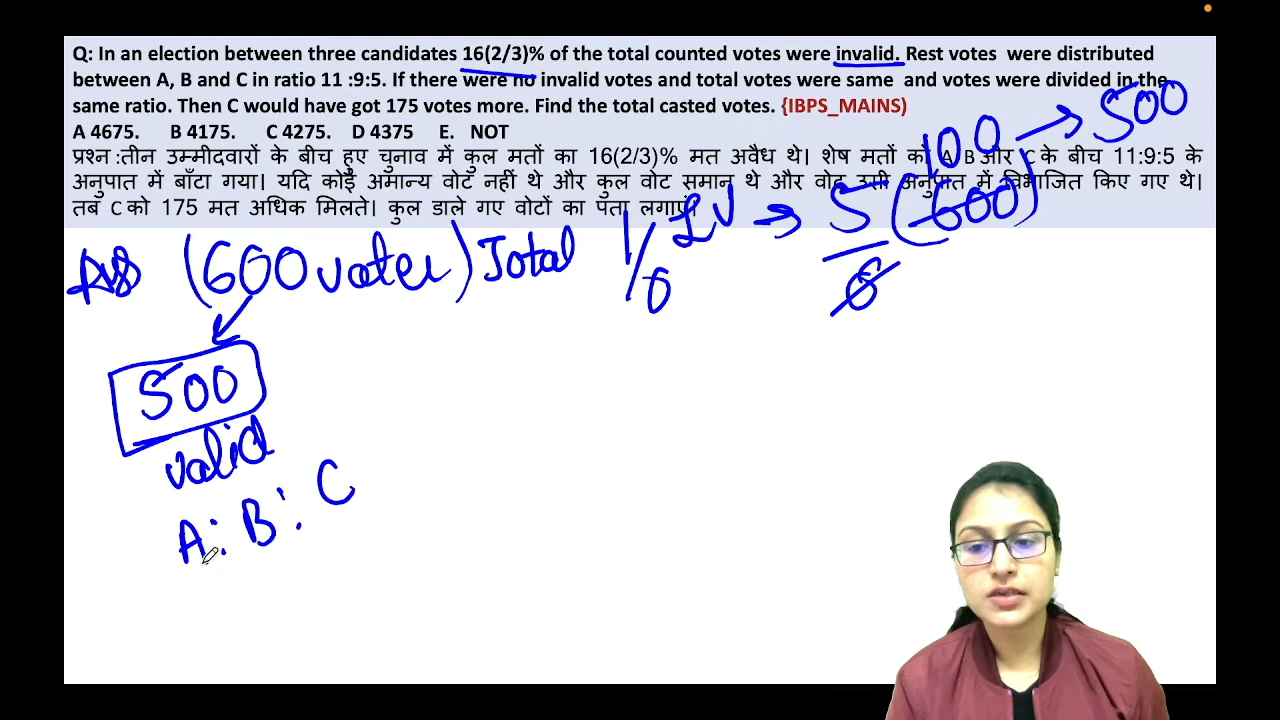 Q: In an election between three candidates 16(2/3)% of the total counted votes were invalid. Rest votes were distributed
between A, B and C in ratio 11 :9:5. If there were no invalid votes and total votes were same and votes were divided in the
same ratio. Then C would have got 175 votes more. Find the total casted votes. {IBPS_MAINS)
A 4675. B 4175. C 4275. D 4375 E. NOT
प्रश्न :तीन उम्मीदवारों के बीच हुए चुनाव में कुल मतों का 16(2/3)% मत अवैध थे। शेष मतों को A, B और C के बीच 11:9:5 के
अनुपात में बाँटा गया। यदि कोई अमान्य वोट नहीं थे और कुल वोट समान थे और वोट उसी अनुपात में विभाजित किए गए थे।
तब C को 175 मत अधिक मिलते। कुल डाले गए वोटों का पता लगाएं।
100 → 500
(600 voter) Total 1/6 → 5/6 (600)
500
valid
A : B : C